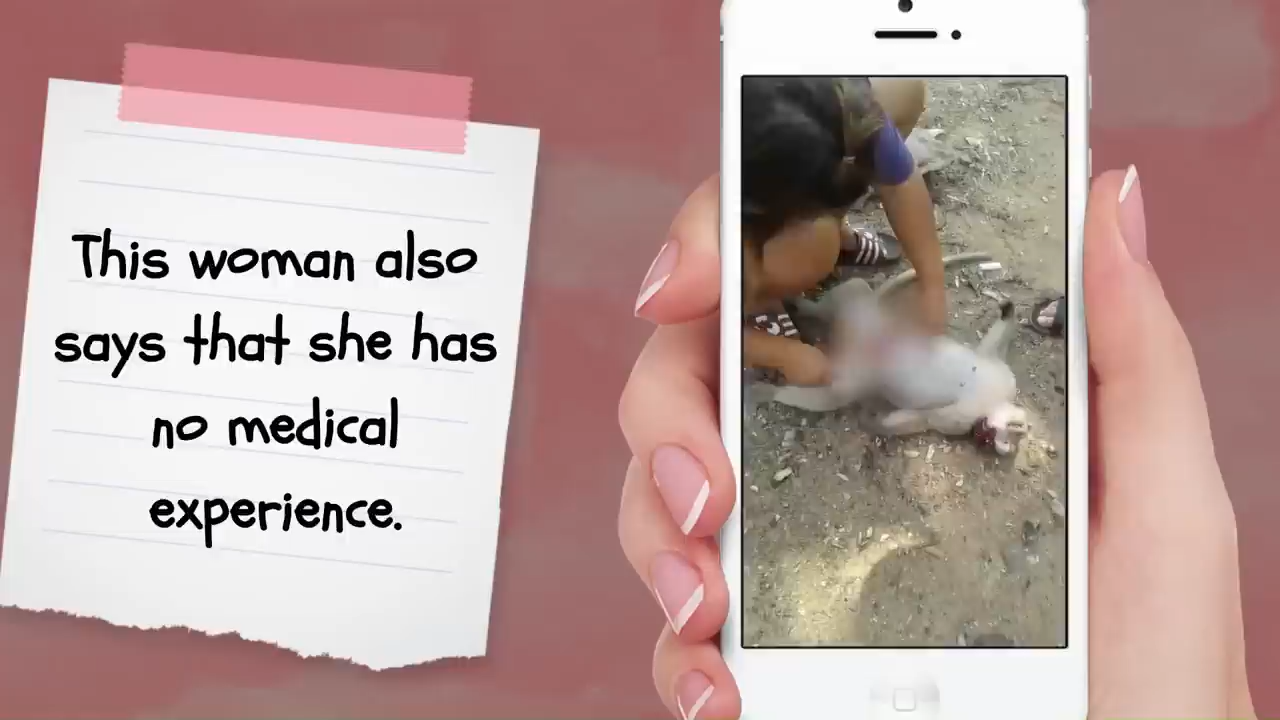 This woman also
says that she has
no medical
experience.